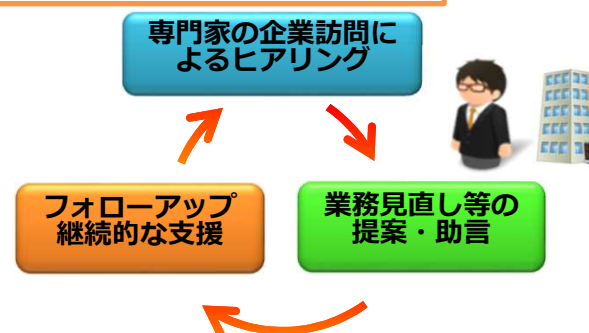 専門家の企業訪問に
よるヒアリング
フォローアップ
継続的な支援
業務見直し等の
提案・助言